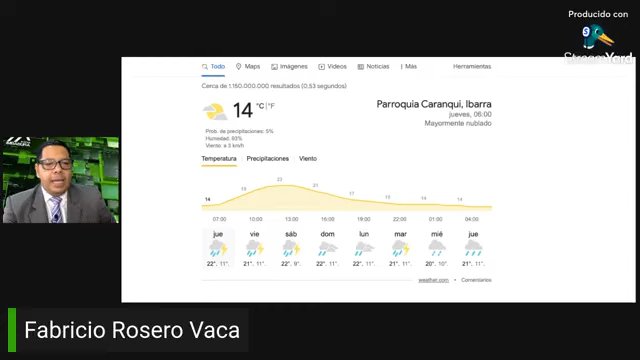 Producido con
StreamYard
Todo
Maps
Imágenes
Videos
Noticias
Más
Herramientas
Cerca de 1.150.000.000 resultados (0,53 segundos)
14 °C | °F
Prob. de precipitaciones: 5%
Humedad: 93%
Viento: a 3 km/h
Parroquia Caranqui, Ibarra
jueves, 06:00
Mayormente nublado
Temperatura Precipitaciones Viento
14 19 23 21 17 15 14 14
07:00 10:00 13:00 16:00 19:00 22:00 01:00 04:00
jue vie sáb dom lun mar mié jue
22° 11° 21° 11° 22° 9° 22° 11° 22° 11° 21° 11° 20° 10° 21° 11°
weather.com • Comentarios
Fabricio Rosero Vaca